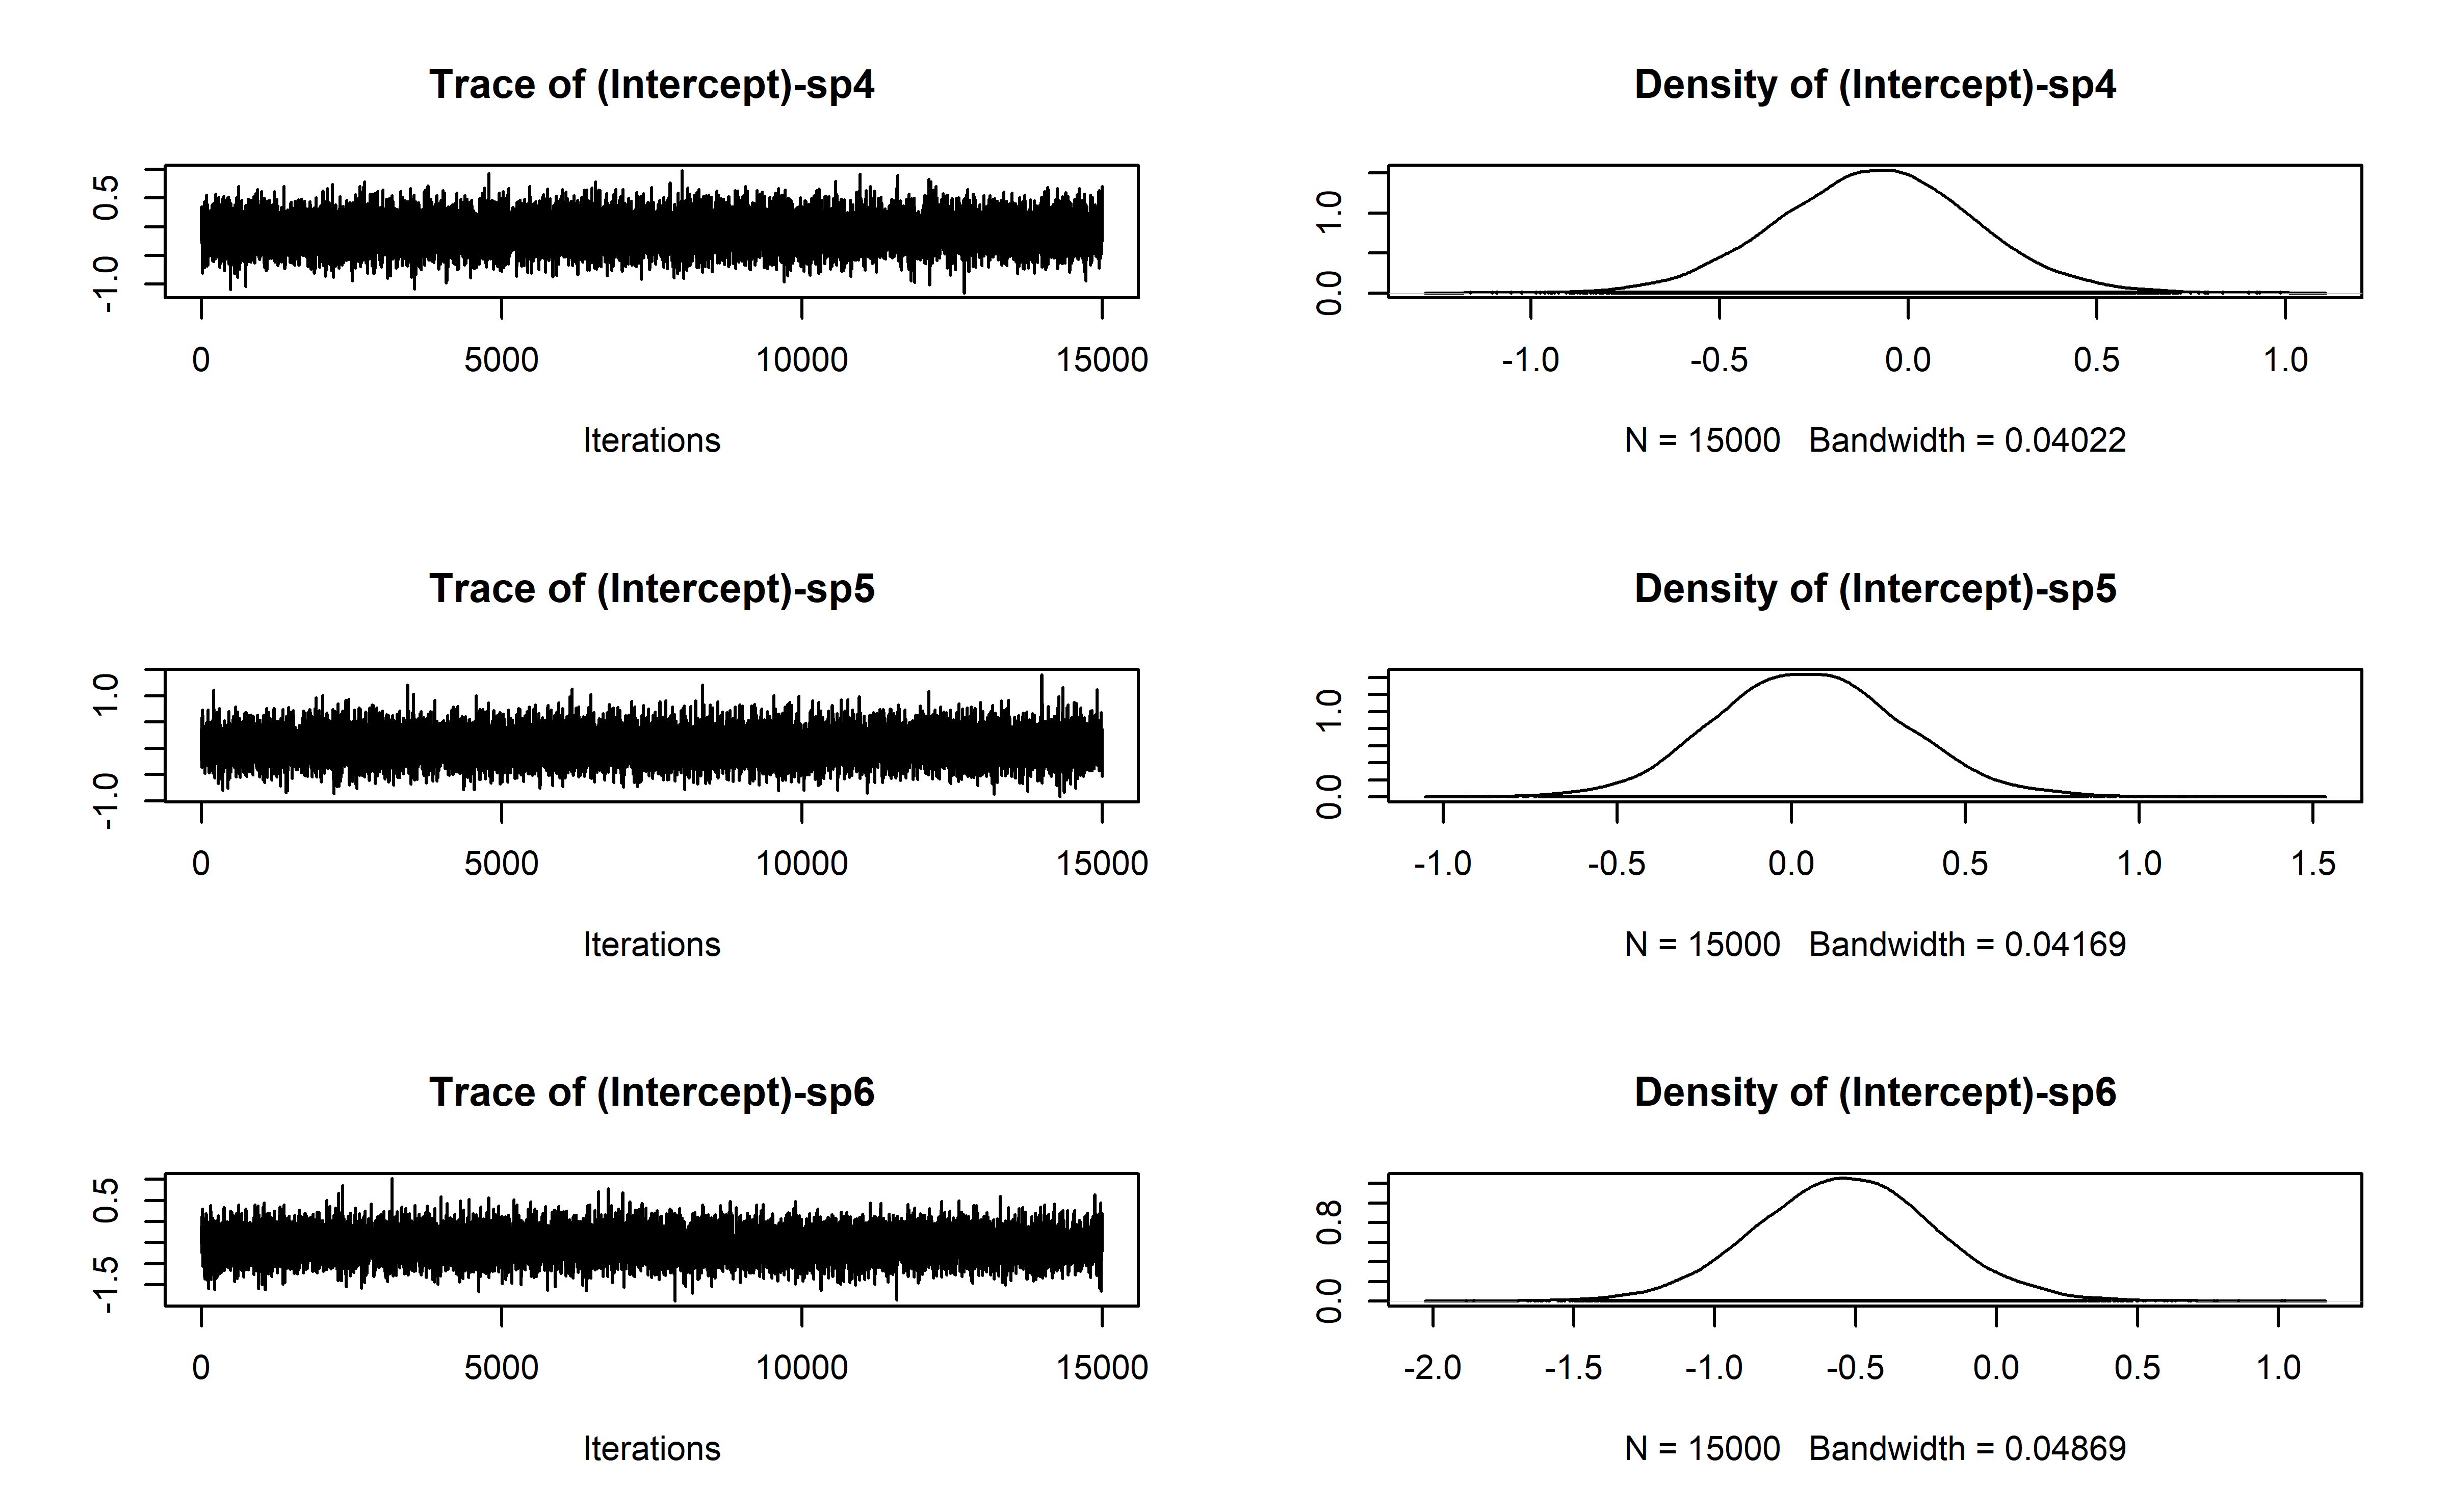 Trace of (Intercept)-sp4
Density of (Intercept)-sp4
-1.0 0.5
0.0 1.0
0 5000 10000 15000
-1.0 -0.5 0.0 0.5 1.0
Iterations
N = 15000 Bandwidth = 0.04022
Trace of (Intercept)-sp5
Density of (Intercept)-sp5
-1.0 1.0
0.0 1.0
0 5000 10000 15000
-1.0 -0.5 0.0 0.5 1.0 1.5
Iterations
N = 15000 Bandwidth = 0.04169
Trace of (Intercept)-sp6
Density of (Intercept)-sp6
-1.5 0.5
0.0 0.8
0 5000 10000 15000
-2.0 -1.5 -1.0 -0.5 0.0 0.5 1.0
Iterations
N = 15000 Bandwidth = 0.04869